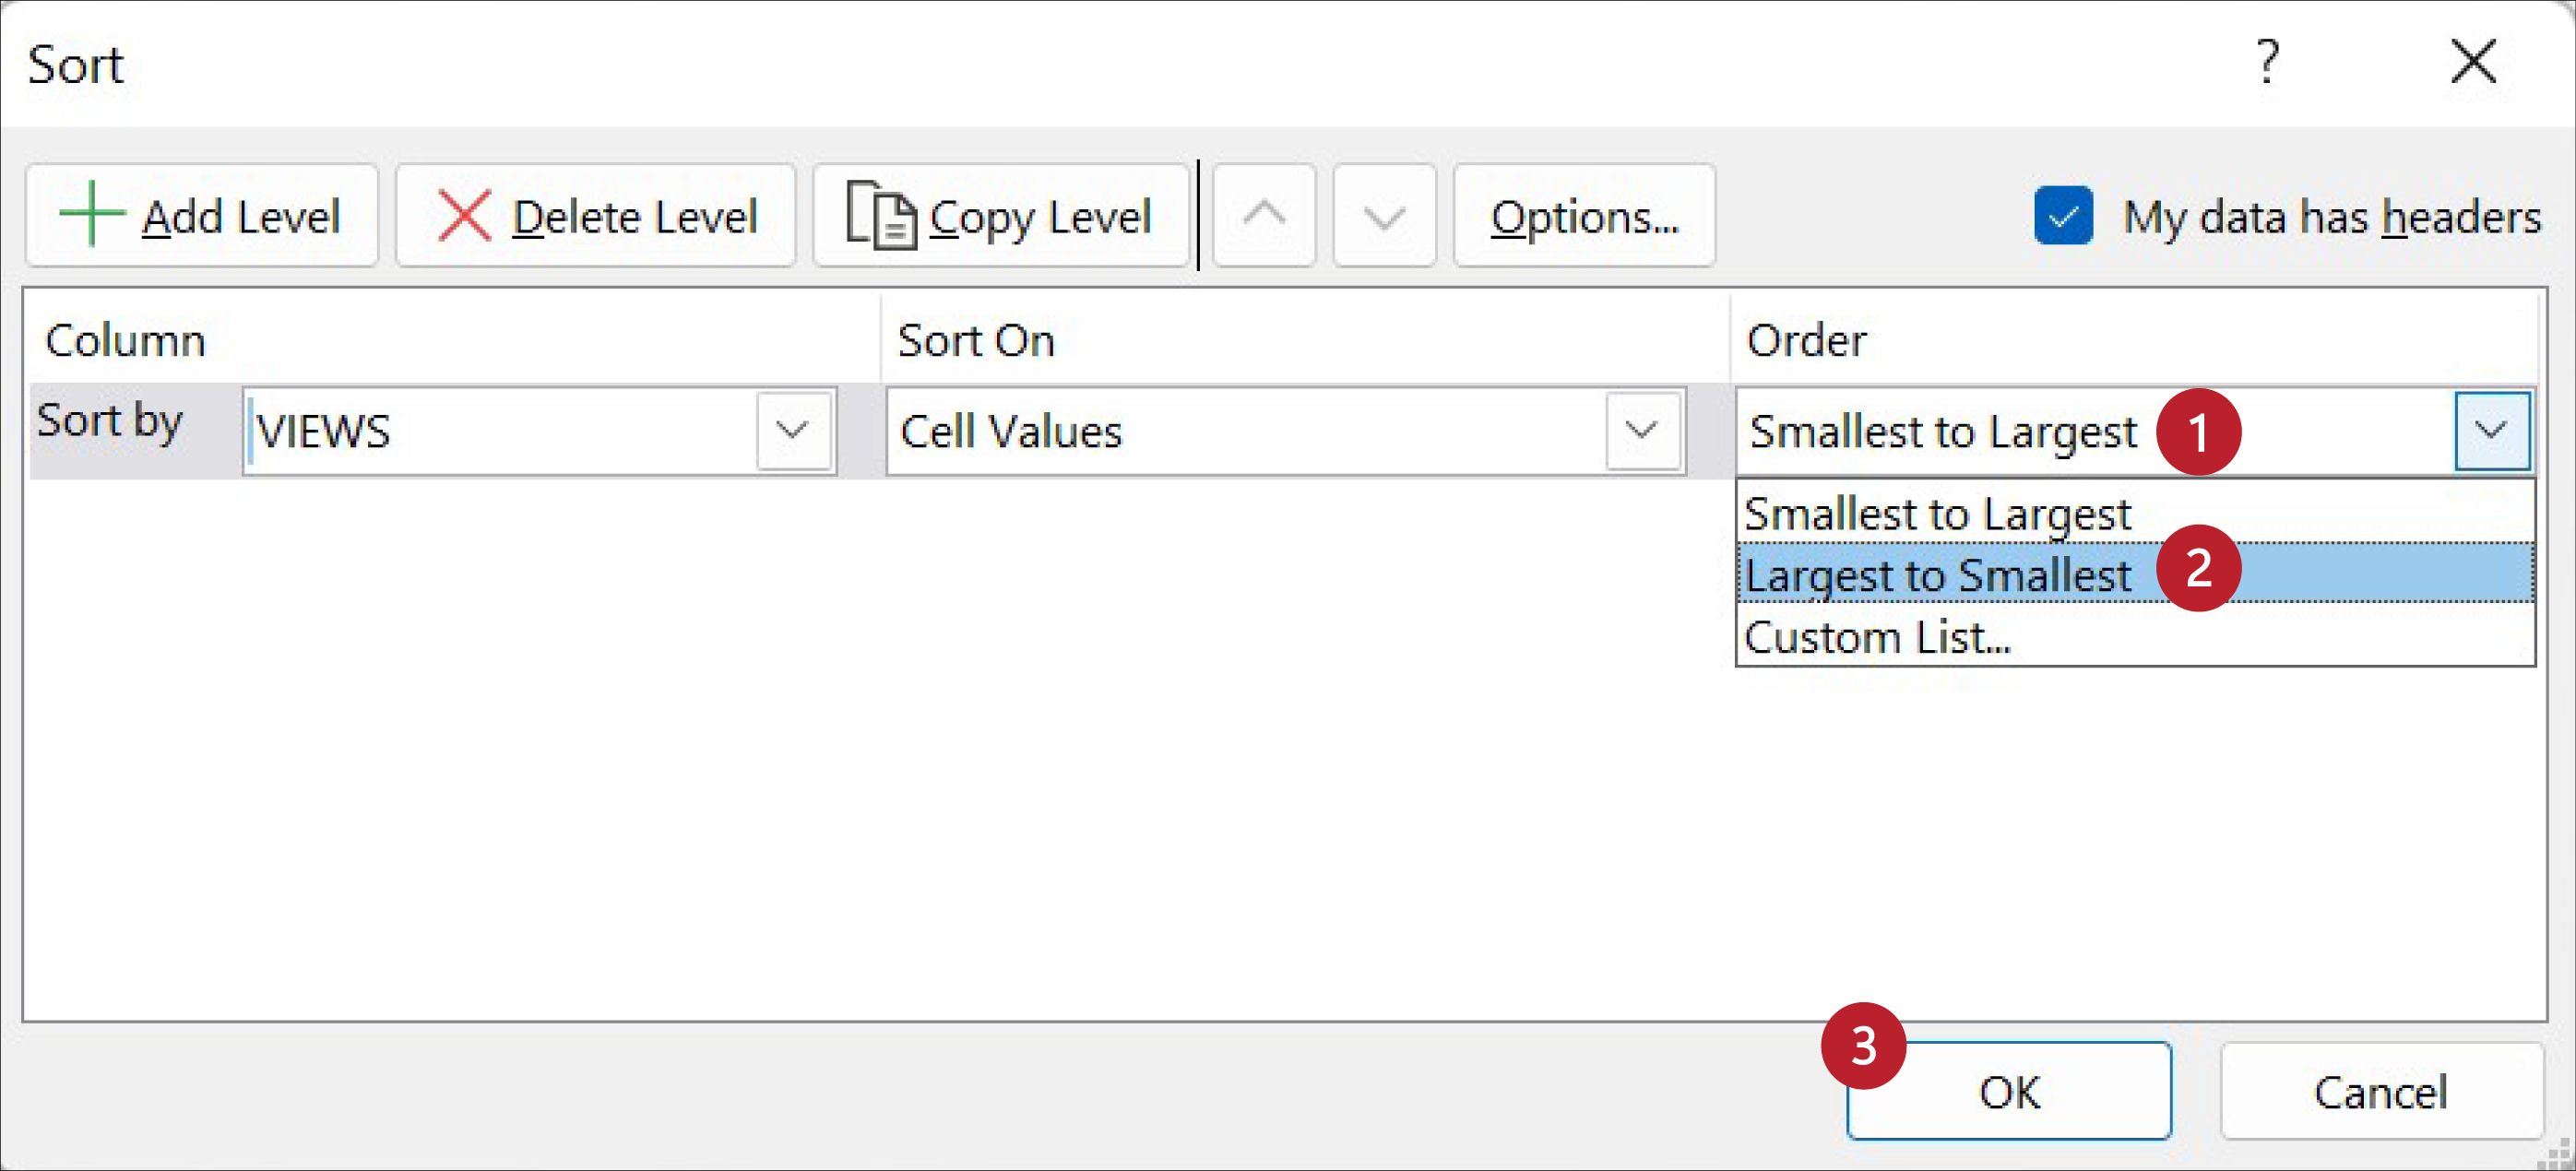 Sort ?
Add Level Delete Level Copy Level Options... My data has headers
Column Sort On Order
Sort by VIEWS Cell Values Smallest to Largest 1
Smallest to Largest
Largest to Smallest 2
Custom List...
3
OK Cancel